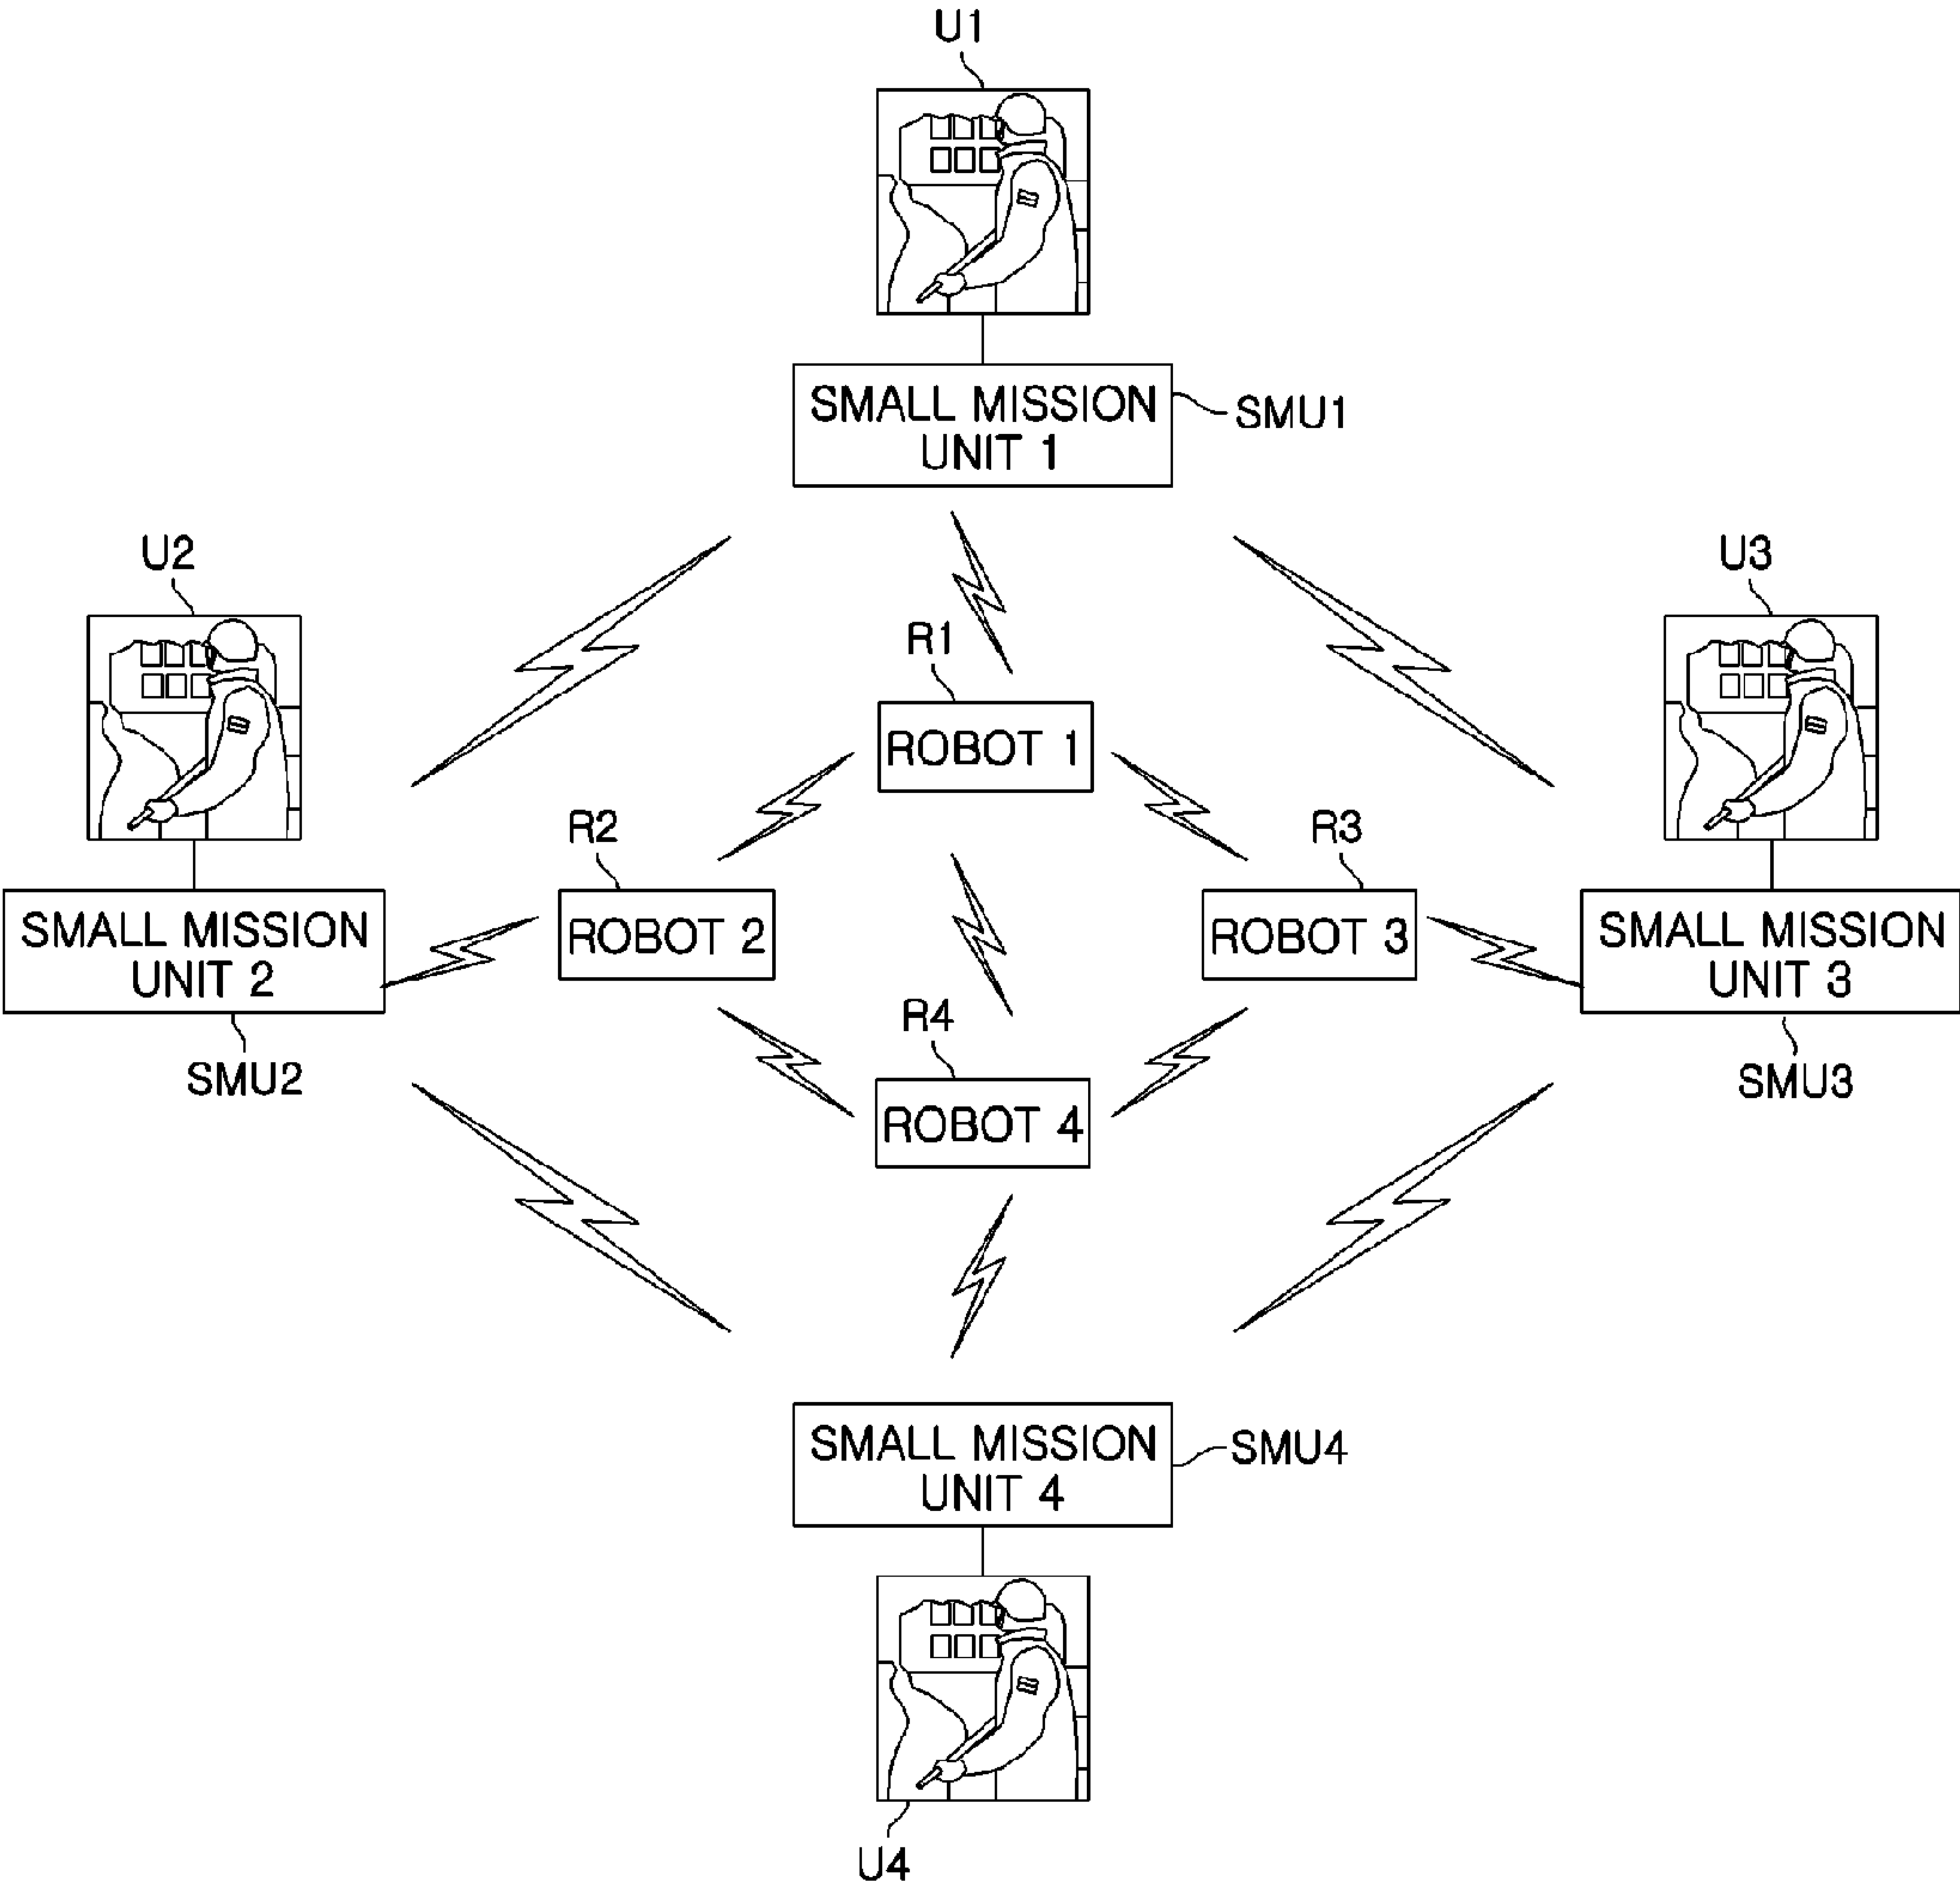 U1
SMALL MISSION
UNIT 1
SMU1
U2
U3
R1
ROBOT 1
R2
R3
SMALL MISSION
UNIT 2
ROBOT 2
ROBOT 3
SMALL MISSION
UNIT 3
R4
SMU2
SMU3
ROBOT 4
SMALL MISSION
UNIT 4
SMU4
U4